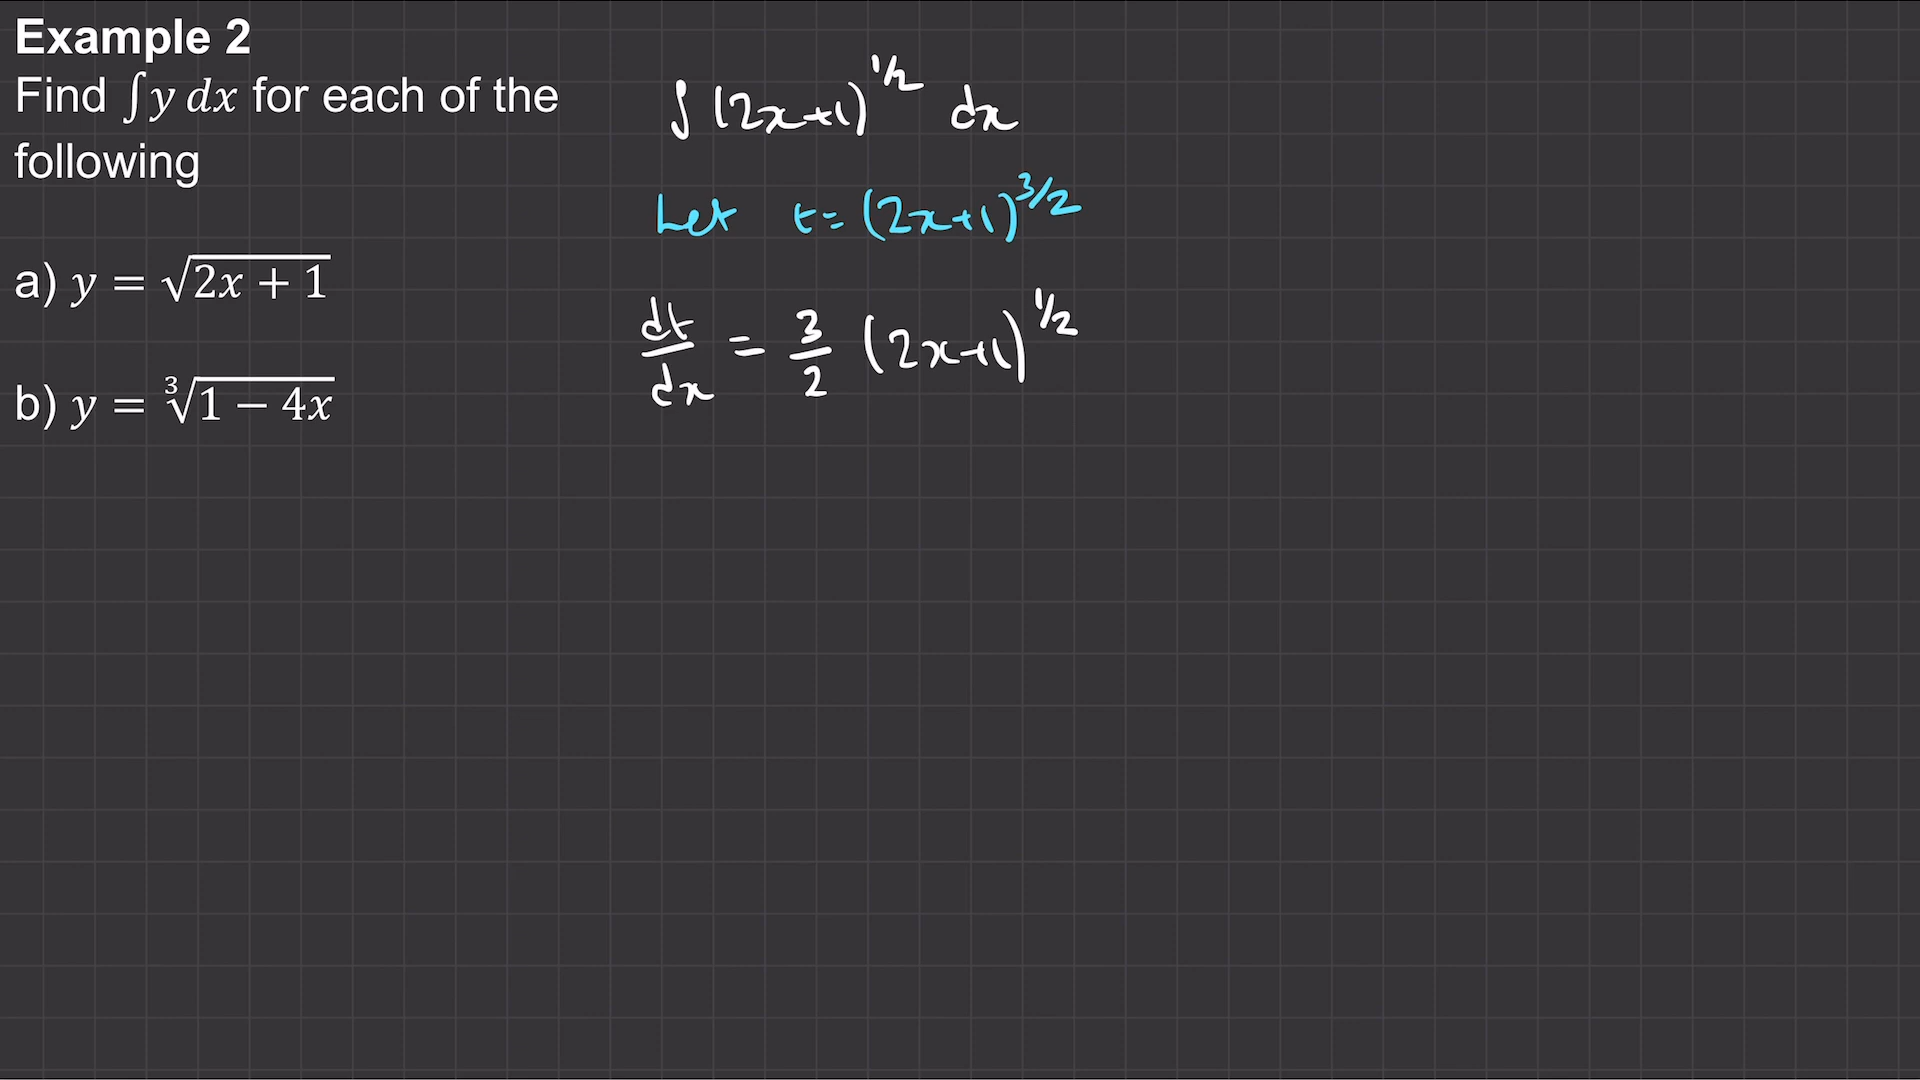 Example 2
Find ∫y dx for each of the
following
a) y = √(2x + 1)
b) y = ∛(1 − 4x)
∫ (2x+1)^1/2 dx
Let t = (2x+1)^3/2
dt/dx = 3/2 (2x+1)^1/2